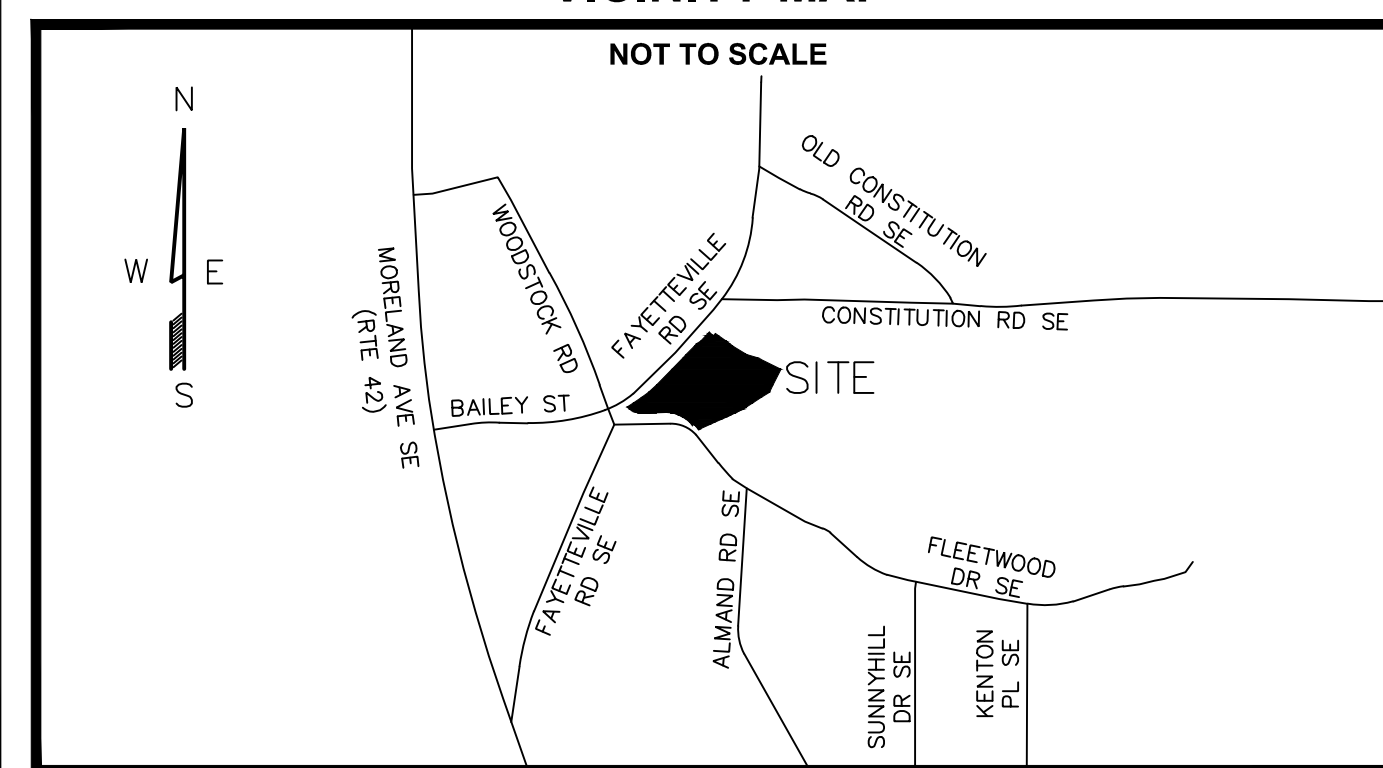 NOT TO SCALE
N
W E
S
OLD CONSTITUTION
RD SE
WOODSTOCK RD
FAYETTEVILLE
RD SE
MORELAND AVE SE
(RTE 42)
CONSTITUTION RD SE
SITE
BAILEY ST
FAYETTEVILLE
RD SE
ALMAND RD SE
FLEETWOOD
DR SE
SUNNYHILL
DR SE
KENTON
PL SE